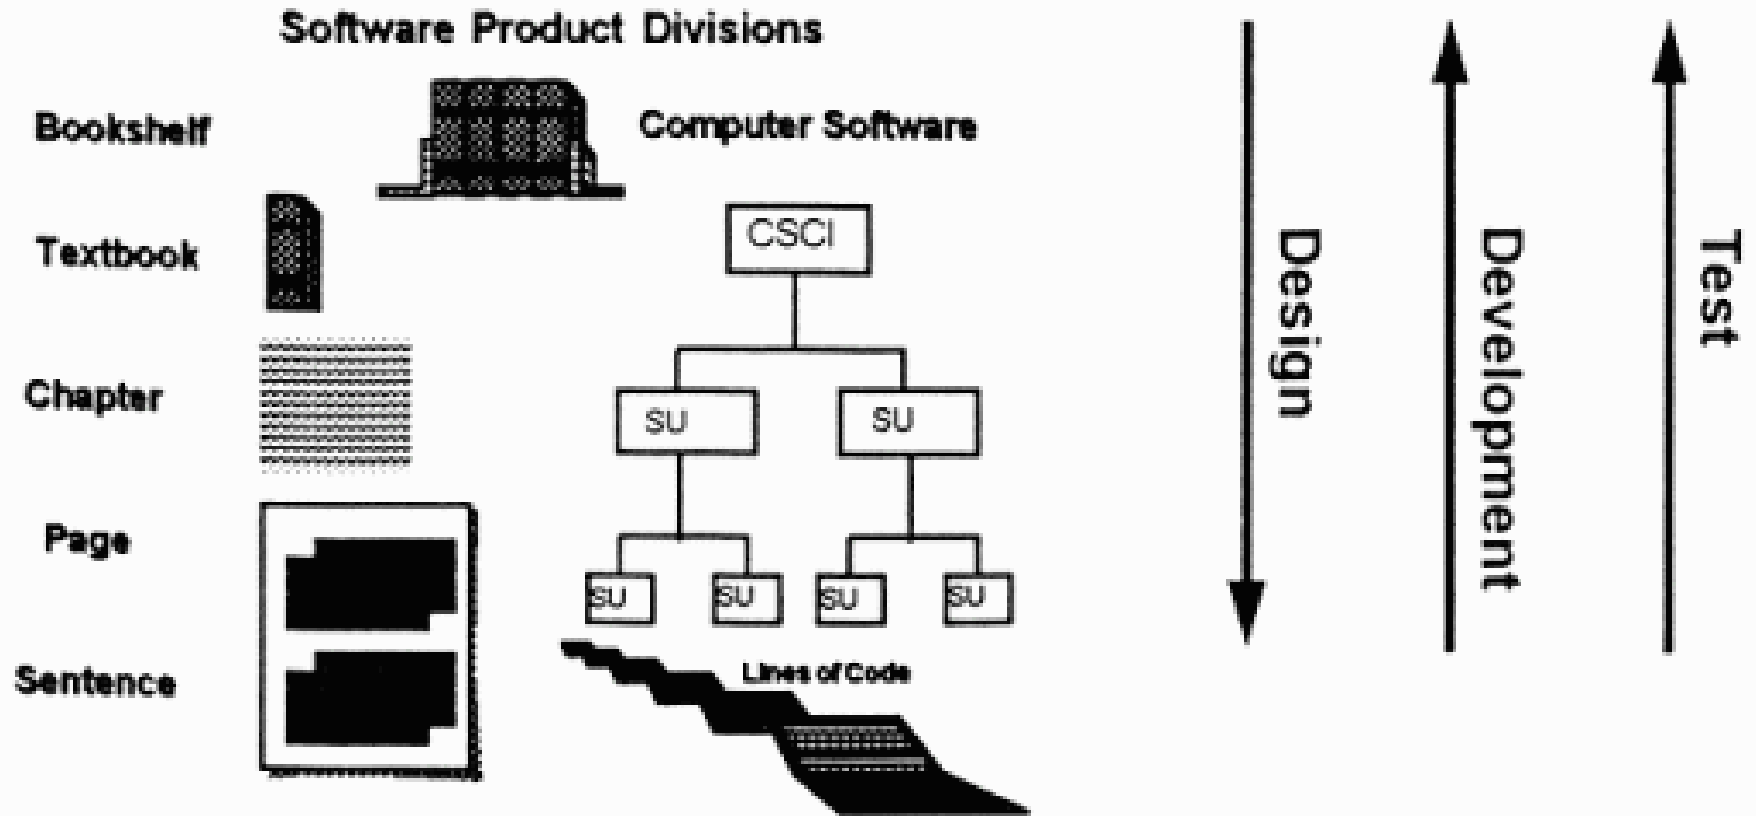 Software Product Divisions
Bookshelf
Computer Software
Textbook
CSCI
Chapter
SU
SU
Page
SU
SU
SU
SU
Sentence
Lines of Code
Design
Development
Test